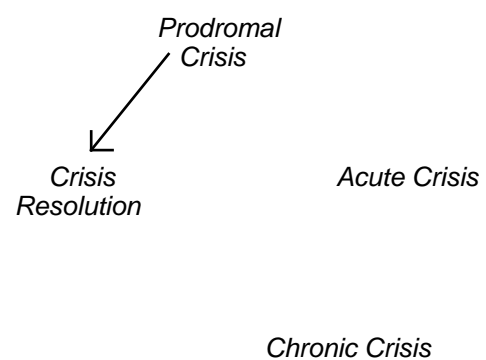 Prodromal
Crisis
Crisis
Resolution
Acute Crisis
Chronic Crisis